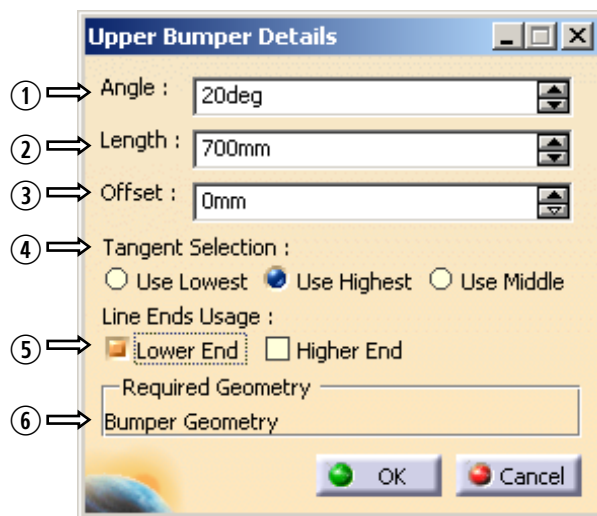 Upper Bumper Details
① Angle : 20deg
② Length : 700mm
③ Offset : 0mm
④ Tangent Selection :
Use Lowest Use Highest Use Middle
Line Ends Usage :
⑤ Lower End Higher End
Required Geometry
⑥ Bumper Geometry
OK Cancel